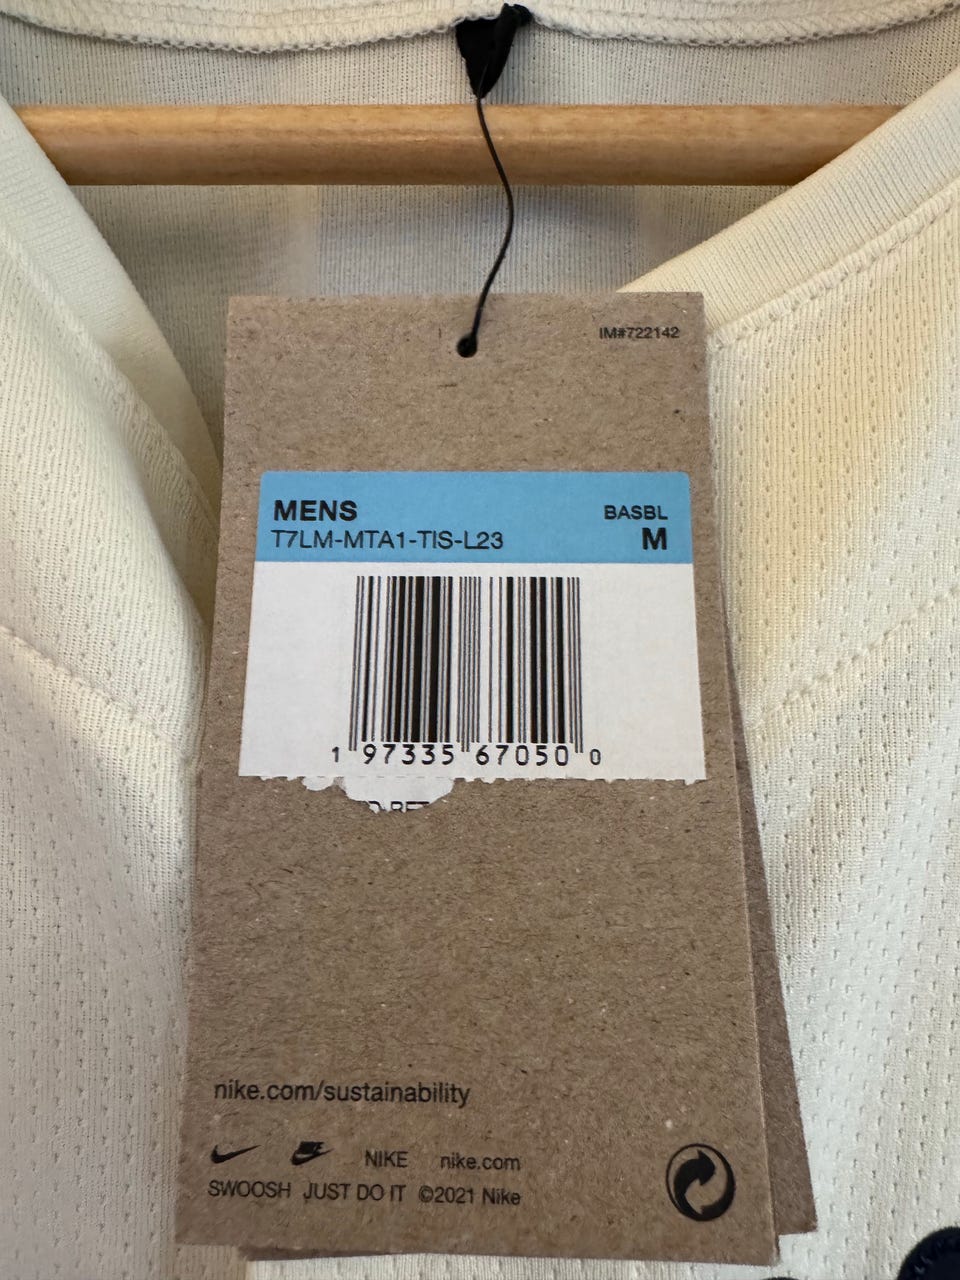 IM#722142
MENS BASBL
T7LM-MTA1-TIS-L23 M
1 97335 67050 0
nike.com/sustainability
NIKE nike.com
SWOOSH JUST DO IT ©2021 Nike